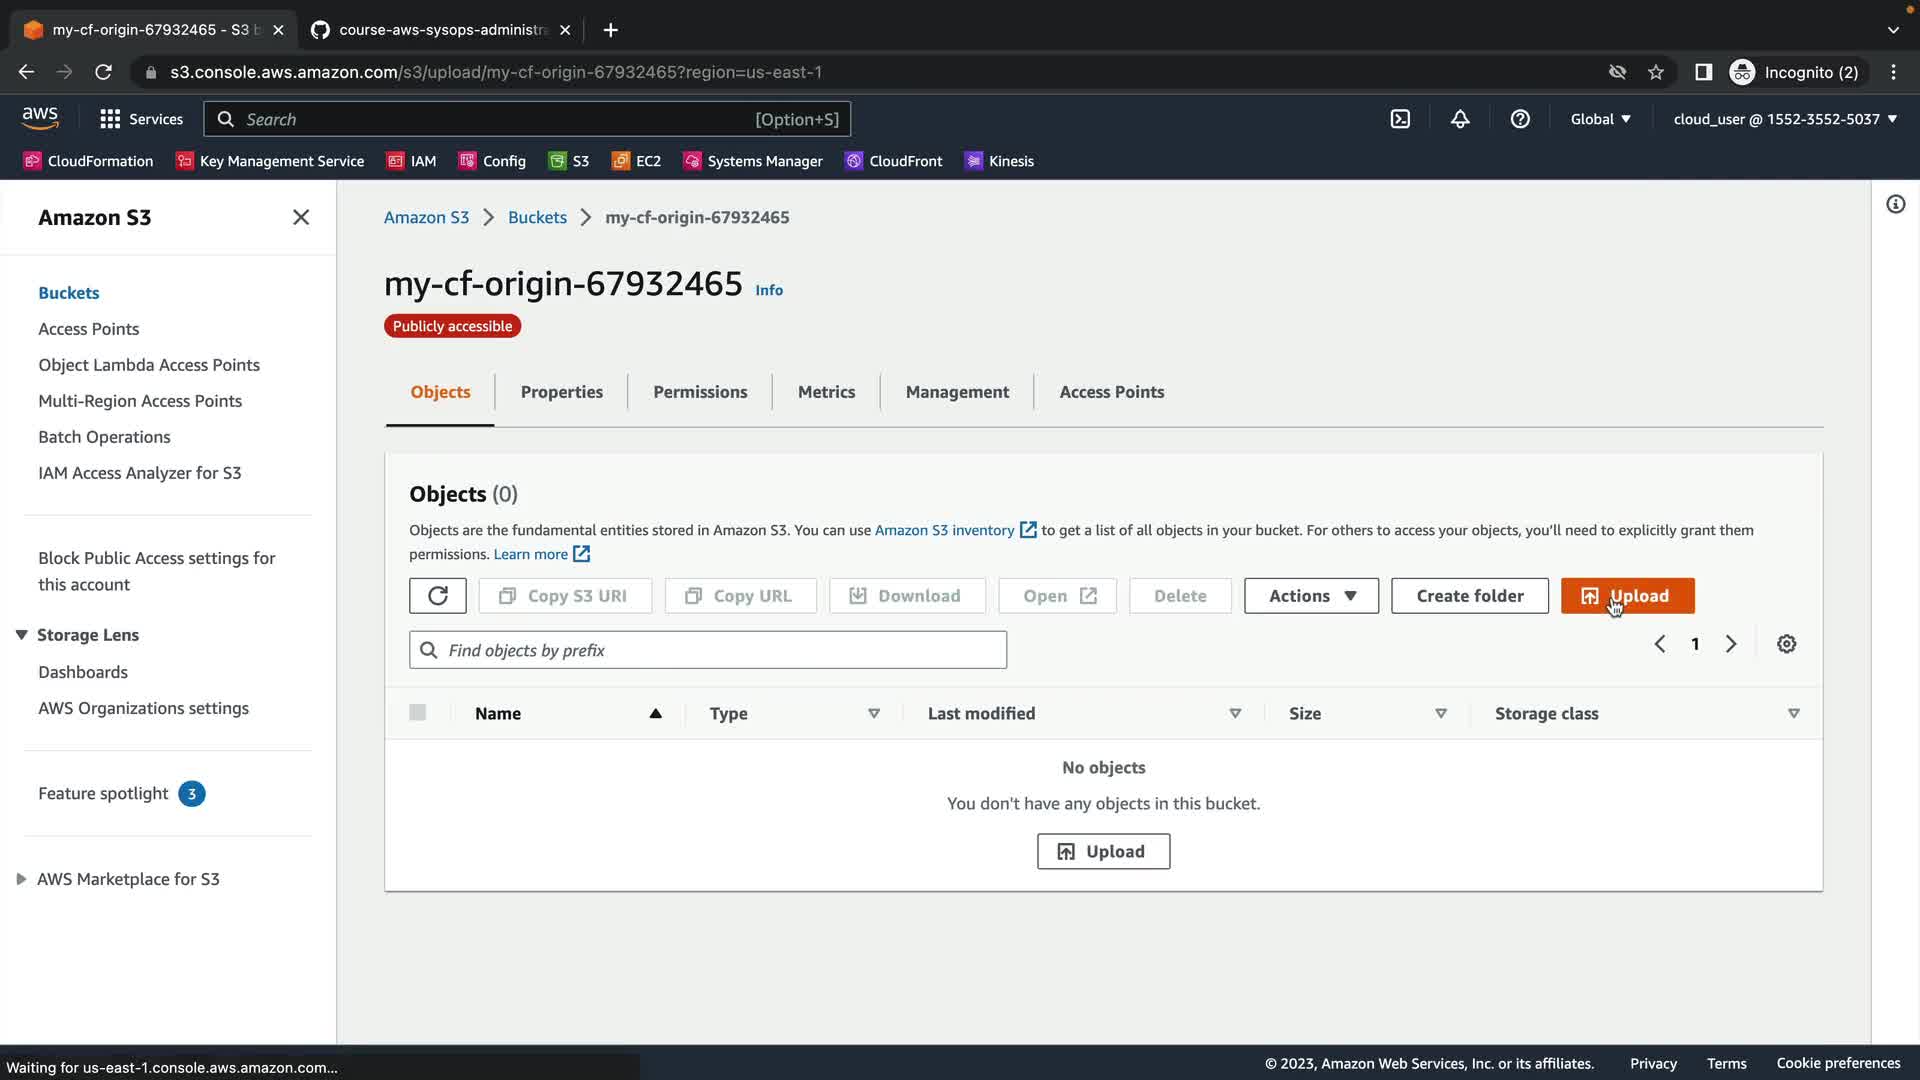 my-cf-origin-67932465 - S3 b
course-aws-sysops-administra
s3.console.aws.amazon.com/s3/upload/my-cf-origin-67932465?region=us-east-1
Incognito (2)
aws
Services
Search
[Option+S]
Global
cloud_user @ 1552-3552-5037
CloudFormation
Key Management Service
IAM
Config
S3
EC2
Systems Manager
CloudFront
Kinesis
Amazon S3
Buckets
Access Points
Object Lambda Access Points
Multi-Region Access Points
Batch Operations
IAM Access Analyzer for S3
Block Public Access settings for
this account
Storage Lens
Dashboards
AWS Organizations settings
Feature spotlight 3
AWS Marketplace for S3
Amazon S3 > Buckets > my-cf-origin-67932465
my-cf-origin-67932465 Info
Publicly accessible
Objects
Properties
Permissions
Metrics
Management
Access Points
Objects (0)
Objects are the fundamental entities stored in Amazon S3. You can use Amazon S3 inventory to get a list of all objects in your bucket. For others to access your objects, you'll need to explicitly grant them
permissions. Learn more
Copy S3 URI
Copy URL
Download
Open
Delete
Actions
Create folder
Upload
Find objects by prefix
1
Name
Type
Last modified
Size
Storage class
No objects
You don't have any objects in this bucket.
Upload
Waiting for us-east-1.console.aws.amazon.com...
© 2023, Amazon Web Services, Inc. or its affiliates.
Privacy
Terms
Cookie preferences